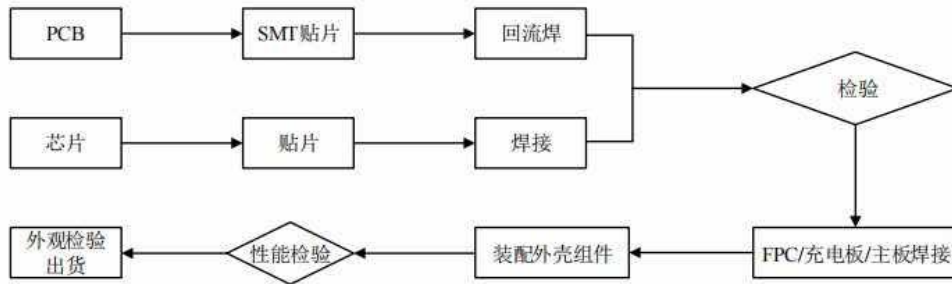 PCB
SMT贴片
回流焊
检验
芯片
贴片
焊接
外观检验
出货
性能检验
装配外壳组件
FPC/充电板/主板焊接